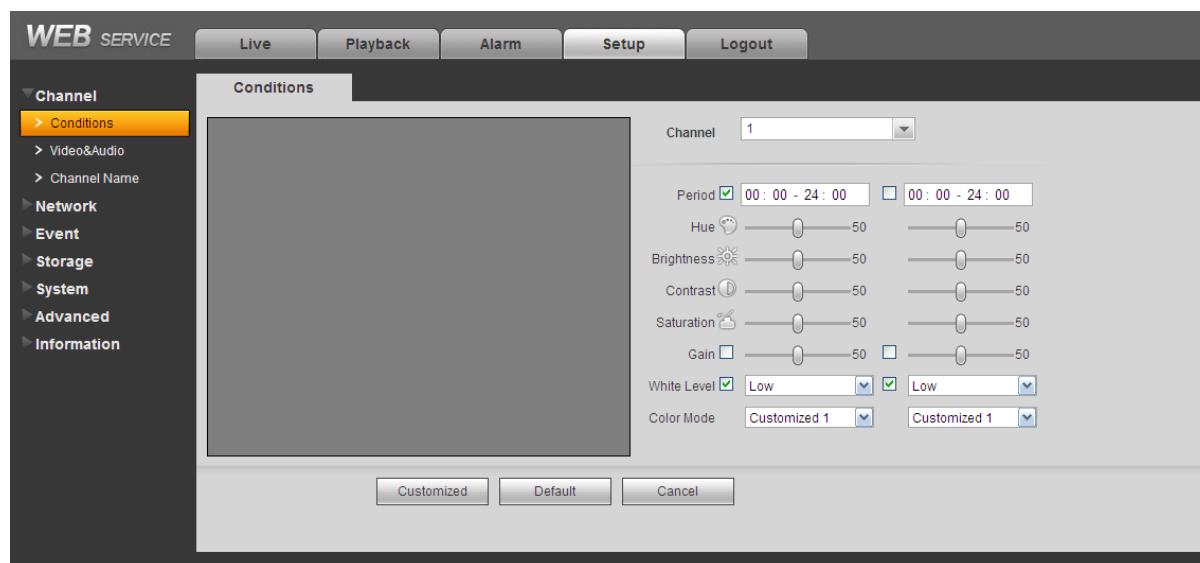 WEB SERVICE
Live Playback Alarm Setup Logout
Channel
> Conditions
> Video&Audio
> Channel Name
Network
Event
Storage
System
Advanced
Information
Conditions
Channel 1
Period 00 : 00 - 24 : 00 00 : 00 - 24 : 00
Hue 50 50
Brightness 50 50
Contrast 50 50
Saturation 50 50
Gain 50 50
White Level Low Low
Color Mode Customized 1 Customized 1
Customized Default Cancel